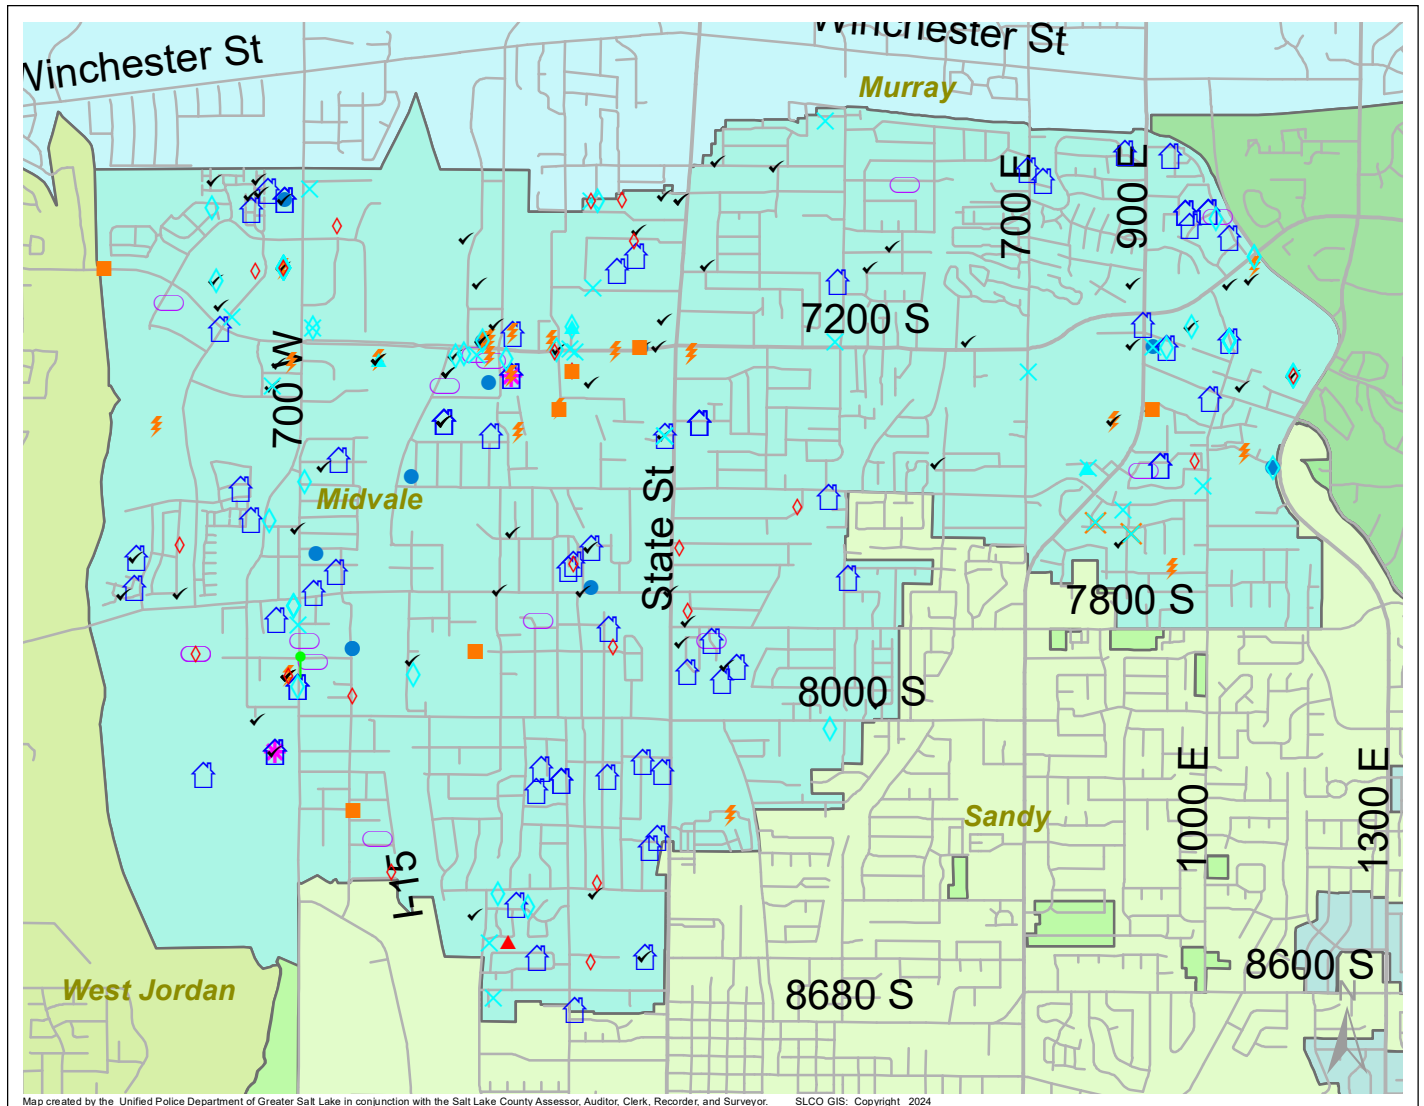 Winchester St
Winchester St
Murray
700 E
900 E
7200 S
700 W
Midvale
State St
7800 S
8000 S
Sandy
1000 E
1300 E
I-15
West Jordan
8680 S
8600 S
Map created by the Unified Police Department of Greater Salt Lake in conjunction with the Salt Lake County Assessor, Auditor, Clerk, Recorder, and Surveyor. SLCO GIS: Copyright 2024